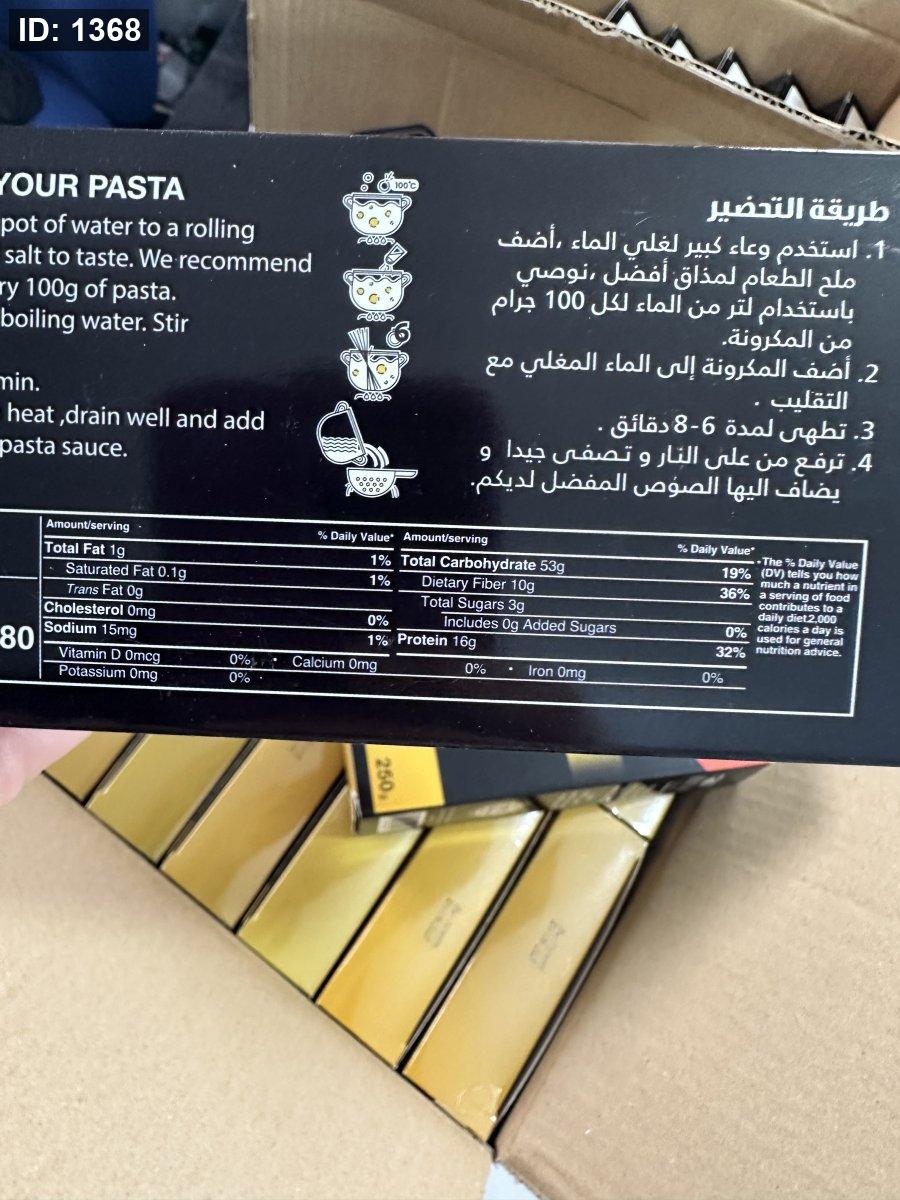 ID: 1368
YOUR PASTA
pot of water to a rolling
salt to taste. We recommend
ry 100g of pasta.
boiling water. Stir
min.
heat ,drain well and add
pasta sauce.
100°C
طريقة التحضير
1. استخدم وعاء كبير لغلي الماء ،أضف
ملح الطعام لمذاق أفضل ،نوصي
باستخدام لتر من الماء لكل 100 جرام
من المكرونة.
2. أضف المكرونة إلى الماء المغلي مع
التقليب .
3. تطهى لمدة 6-8 دقائق .
4. ترفع من على النار و تصفى جيدا و
يضاف اليها الصوص المفضل لديكم.
80
Amount/serving
% Daily Value*
Total Fat 1g 1%
Saturated Fat 0.1g 1%
Trans Fat 0g
Cholesterol 0mg 0%
Sodium 15mg 1%
Amount/serving
% Daily Value*
Total Carbohydrate 53g 19%
Dietary Fiber 10g 36%
Total Sugars 3g
Includes 0g Added Sugars 0%
Protein 16g 32%
Vitamin D 0mcg 0% • Calcium 0mg 0% • Iron 0mg 0%
Potassium 0mg 0%
*The % Daily Value
(DV) tells you how
much a nutrient in
a serving of food
contributes to a
daily diet.2,000
calories a day is
used for general
nutrition advice.
250g